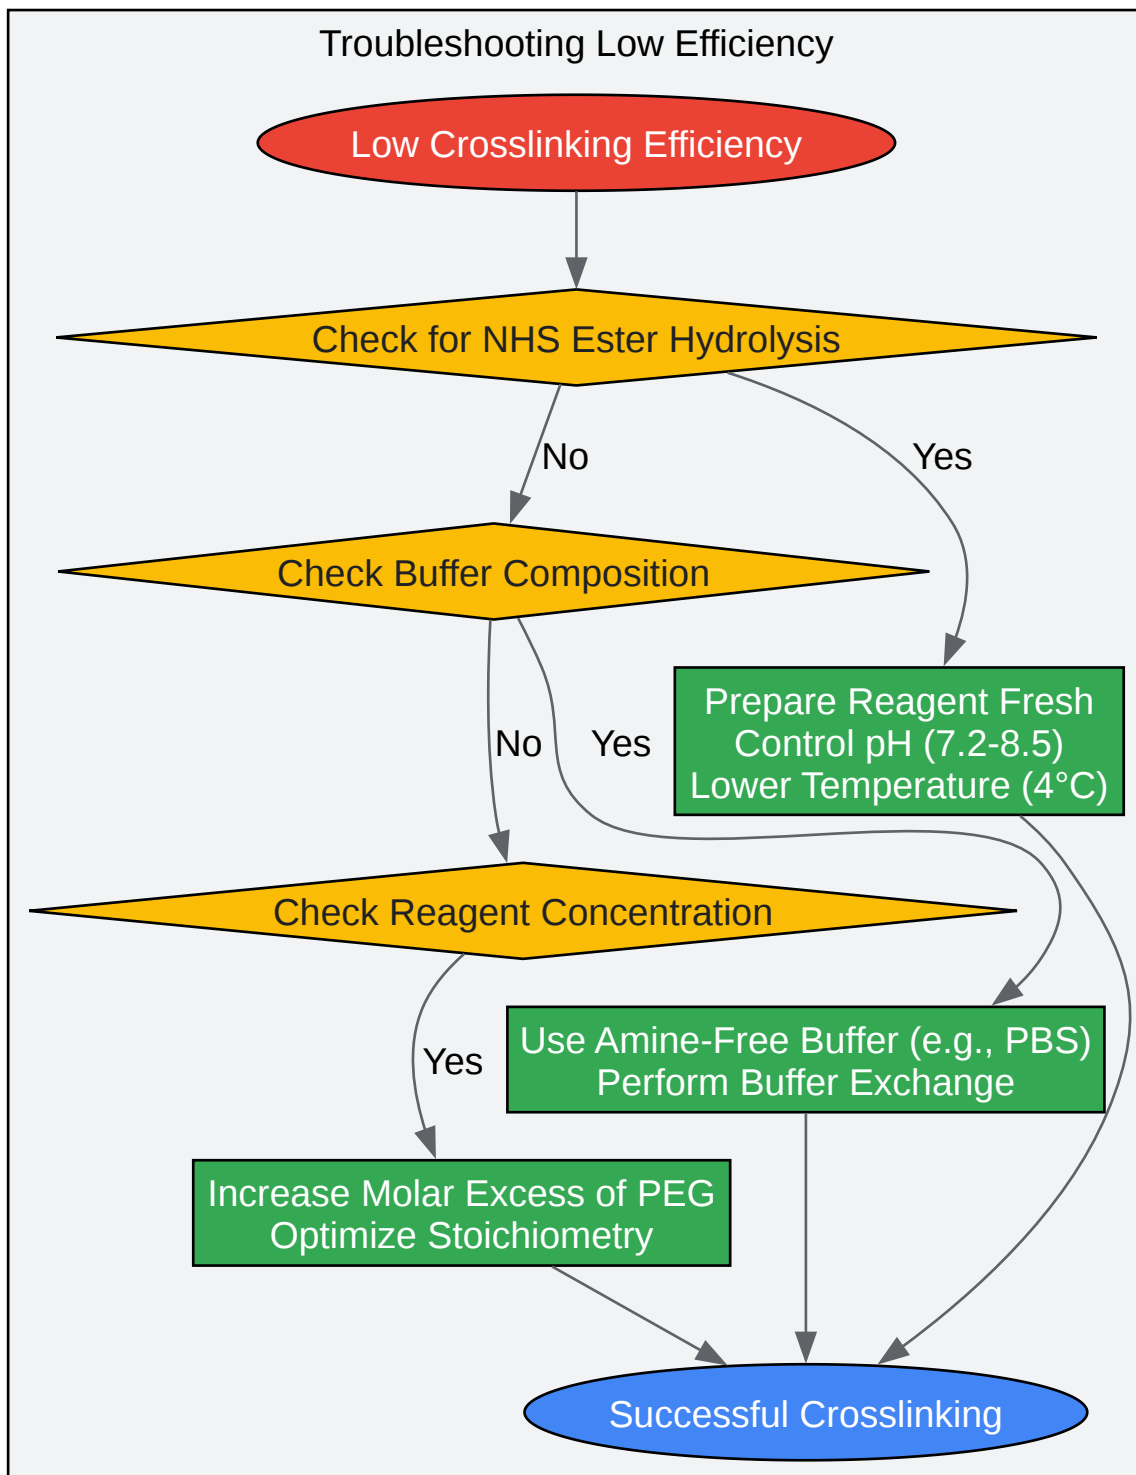 Troubleshooting Low Efficiency
Low Crosslinking Efficiency
Check for NHS Ester Hydrolysis
No
Yes
Check Buffer Composition
Prepare Reagent Fresh
Control pH (7.2-8.5)
Lower Temperature (4°C)
No
Yes
Check Reagent Concentration
Use Amine-Free Buffer (e.g., PBS)
Perform Buffer Exchange
Yes
Increase Molar Excess of PEG
Optimize Stoichiometry
Successful Crosslinking